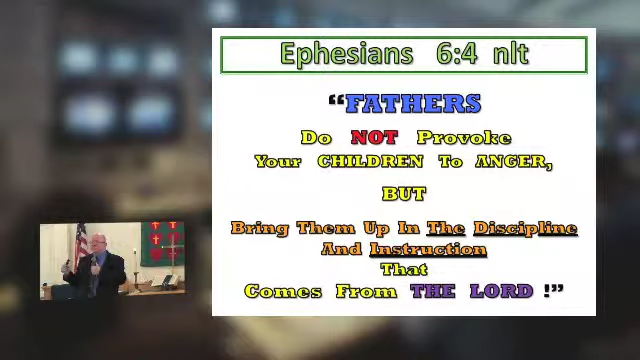 Ephesians 6:4 nlt
“FATHERS
Do NOT Provoke
Your CHILDREN To ANGER,
BUT
Bring Them Up In The Discipline
And Instruction
That
Comes From THE LORD !”